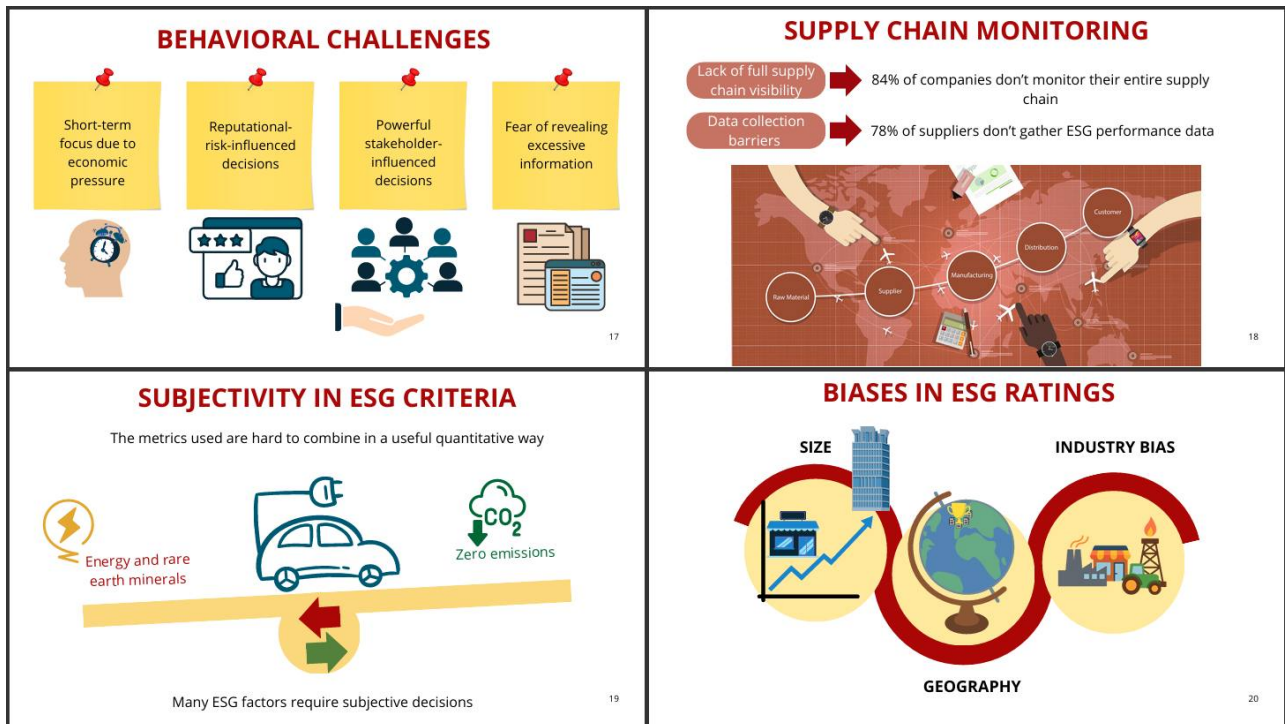 BEHAVIORAL CHALLENGES
Short-term
focus due to
economic
pressure
Reputational-
risk-influenced
decisions
Powerful
stakeholder-
influenced
decisions
Fear of revealing
excessive
information
17
SUPPLY CHAIN MONITORING
Lack of full supply
chain visibility
84% of companies don’t monitor their entire supply
chain
Data collection
barriers
78% of suppliers don’t gather ESG performance data
Raw Material
Supplier
Manufacturing
Distribution
Customer
18
SUBJECTIVITY IN ESG CRITERIA
The metrics used are hard to combine in a useful quantitative way
Energy and rare
earth minerals
CO2
Zero emissions
Many ESG factors require subjective decisions
19
BIASES IN ESG RATINGS
SIZE
INDUSTRY BIAS
GEOGRAPHY
20